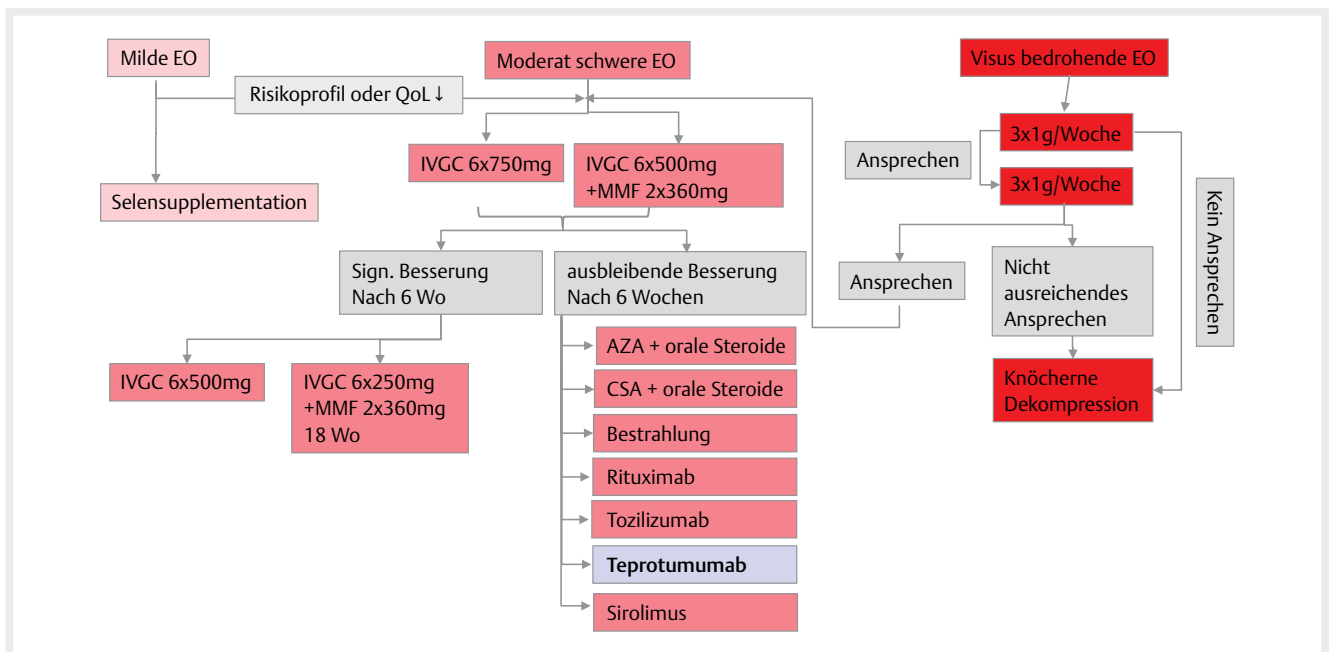 Milde EO
Moderat schwere EO
Visus bedrohende EO
Risikoprofil oder QoL ↓
3x1g/Woche
Ansprechen
IVGC 6x750mg
IVGC 6x500mg
+MMF 2x360mg
3x1g/Woche
Selensupplementation
Kein Ansprechen
Sign. Besserung
Nach 6 Wo
ausbleibende Besserung
Nach 6 Wochen
Ansprechen
Nicht
ausreichendes
Ansprechen
AZA + orale Steroide
IVGC 6x500mg
IVGC 6x250mg
+MMF 2x360mg
18 Wo
CSA + orale Steroide
Knöcherne
Dekompression
Bestrahlung
Rituximab
Tozilizumab
Teprotumumab
Sirolimus